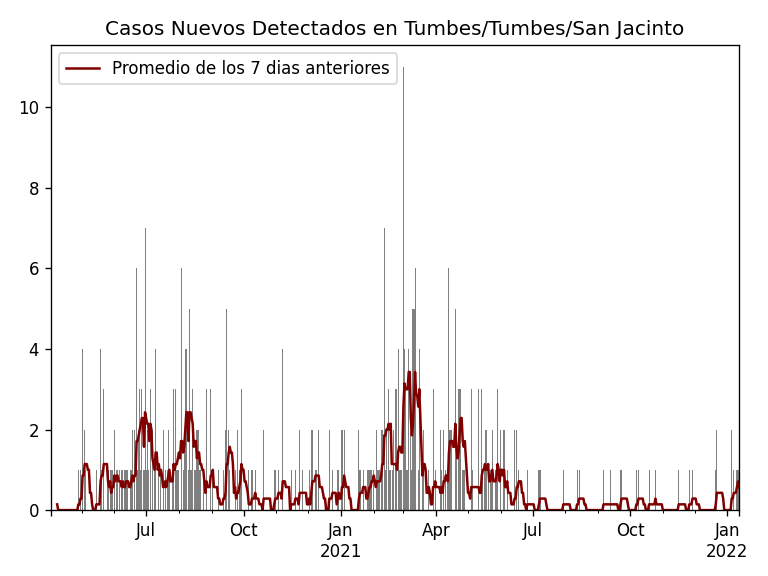 Casos Nuevos Detectados en Tumbes/Tumbes/San Jacinto
Promedio de los 7 dias anteriores
10
8
6
4
2
0
Jul
Oct
Jan
2021
Apr
Jul
Oct
Jan
2022